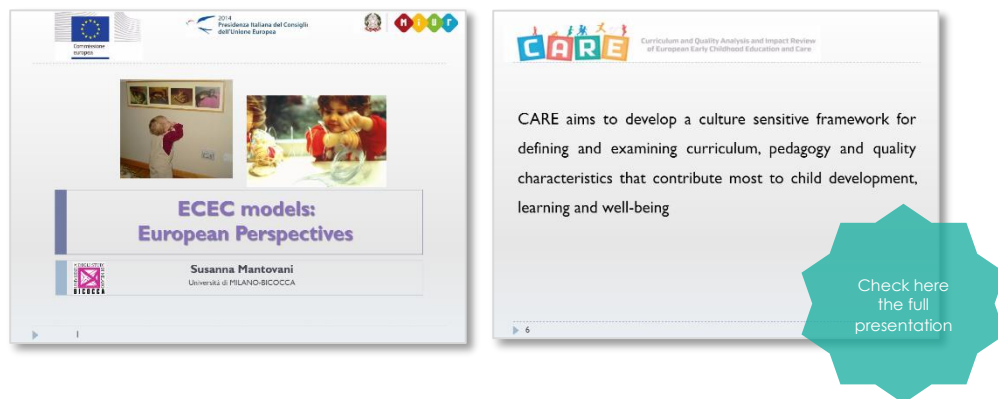 Commissione
europea
2014
Presidenza Italiana del Consiglio
dell'Unione Europea
MIUR
ECEC models:
European Perspectives
BICOCCA
Susanna Mantovani
Università di MILANO-BICOCCA
1
CARE
Curriculum and Quality Analysis and Impact Review
of European Early Childhood Education and Care
CARE aims to develop a culture sensitive framework for
defining and examining curriculum, pedagogy and quality
characteristics that contribute most to child development,
learning and well-being
6
Check here
the full
presentation